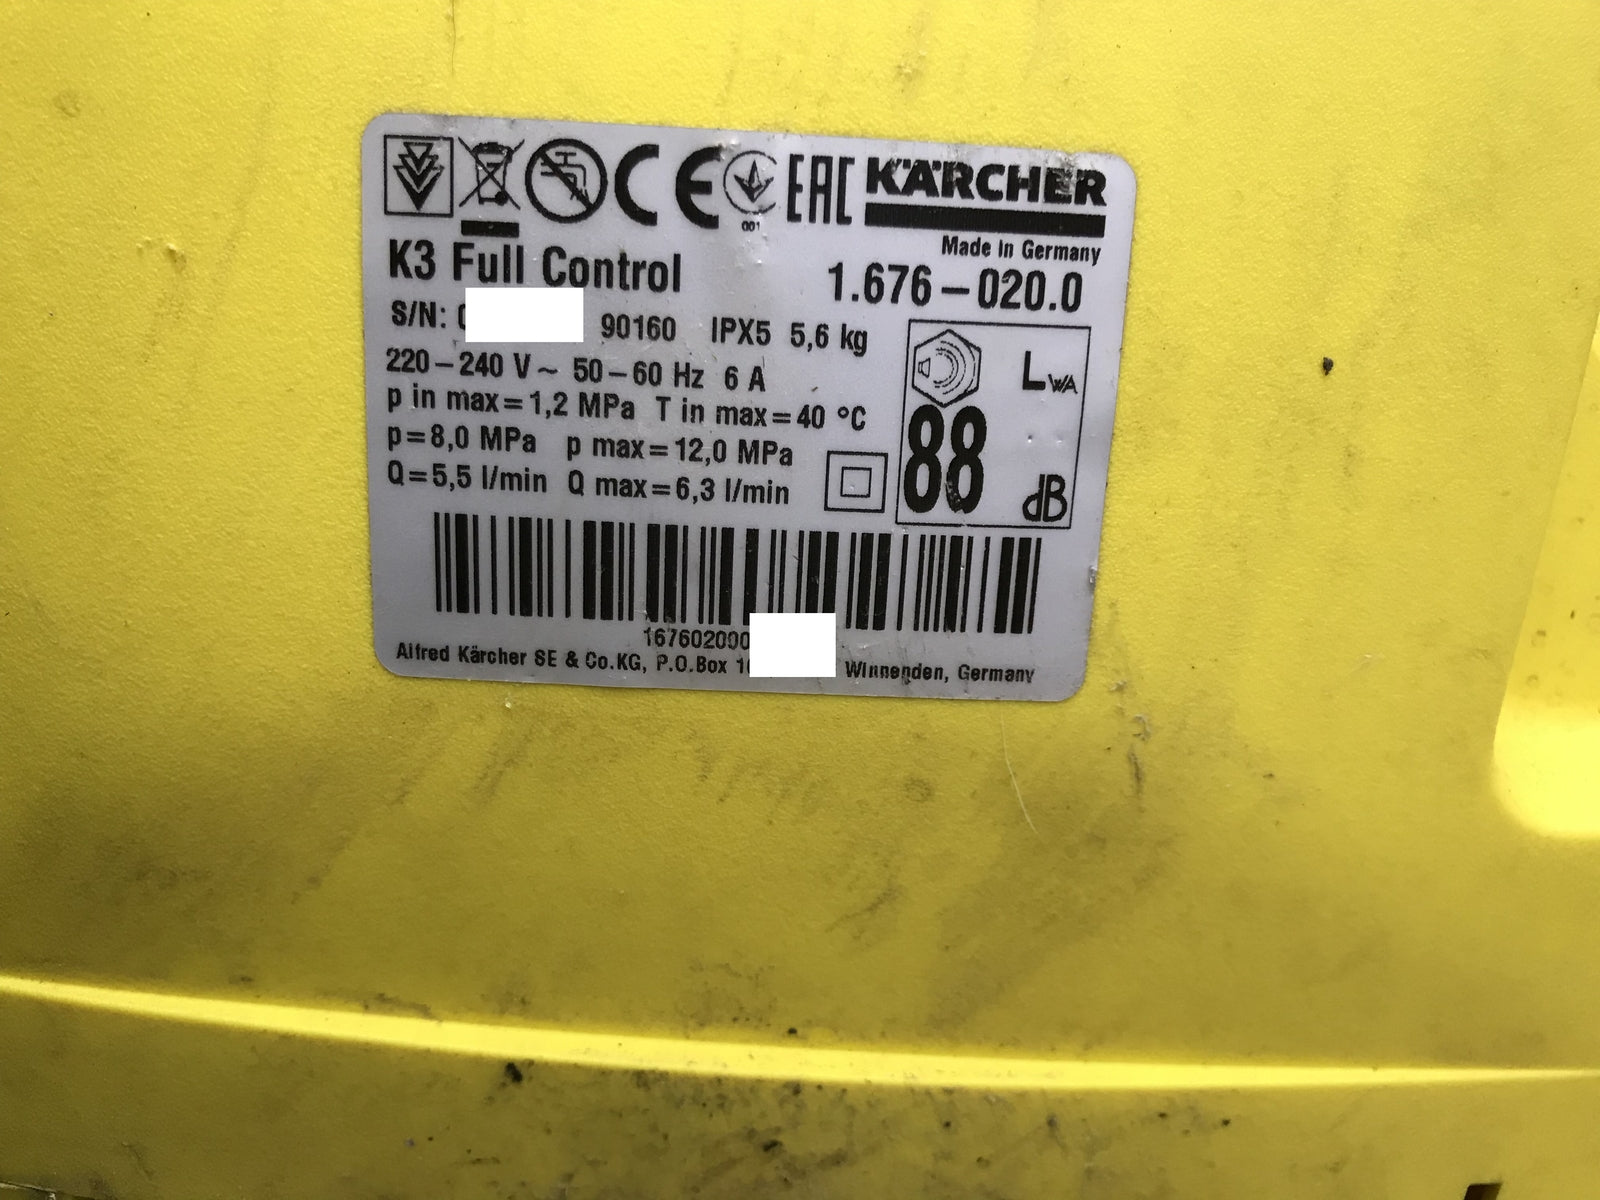 CE 001 EAC KÄRCHER
Made in Germany
K3 Full Control 1.676-020.0
S/N: 90160 IPX5 5,6 kg
220-240 V~ 50-60 Hz 6 A
p in max=1,2 MPa T in max=40 °C
p=8,0 MPa p max=12,0 MPa
Q=5,5 l/min Q max=6,3 l/min
LWA
88 dB
167602000
Alfred Kärcher SE & Co.KG, P.O.Box Winnenden, Germany